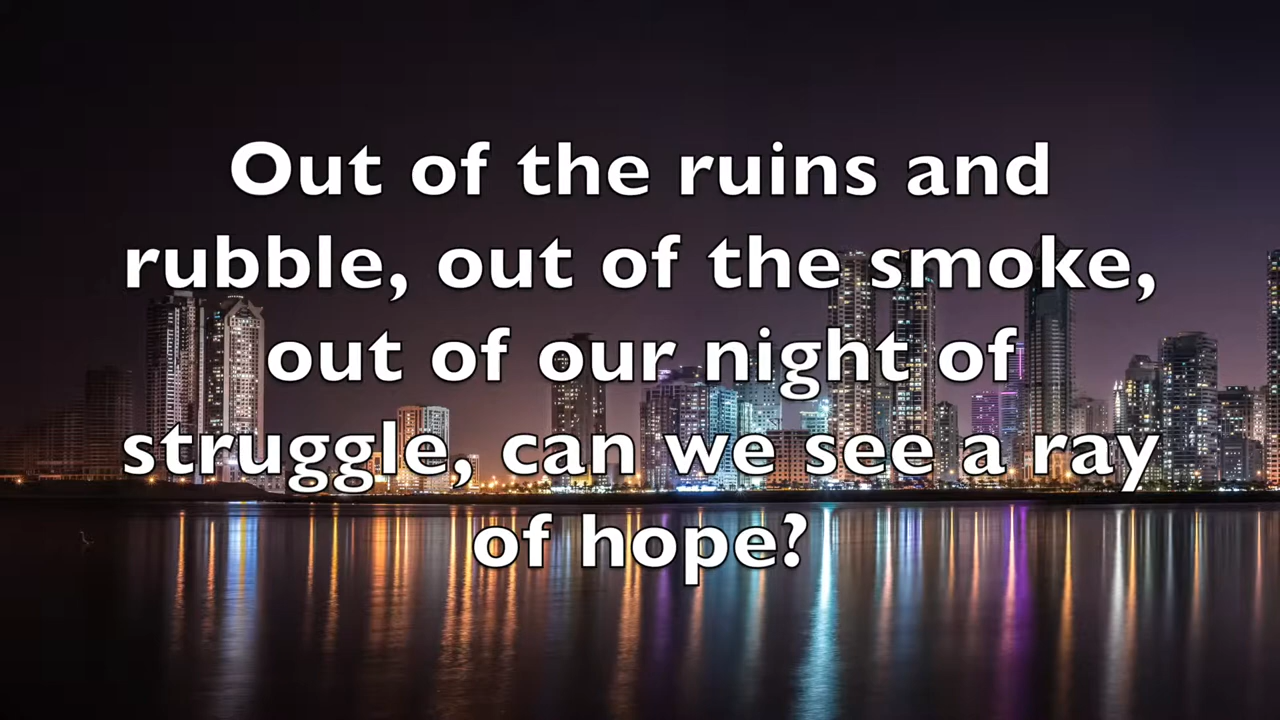 Out of the ruins and
rubble, out of the smoke,
out of our night of
struggle, can we see a ray
of hope?